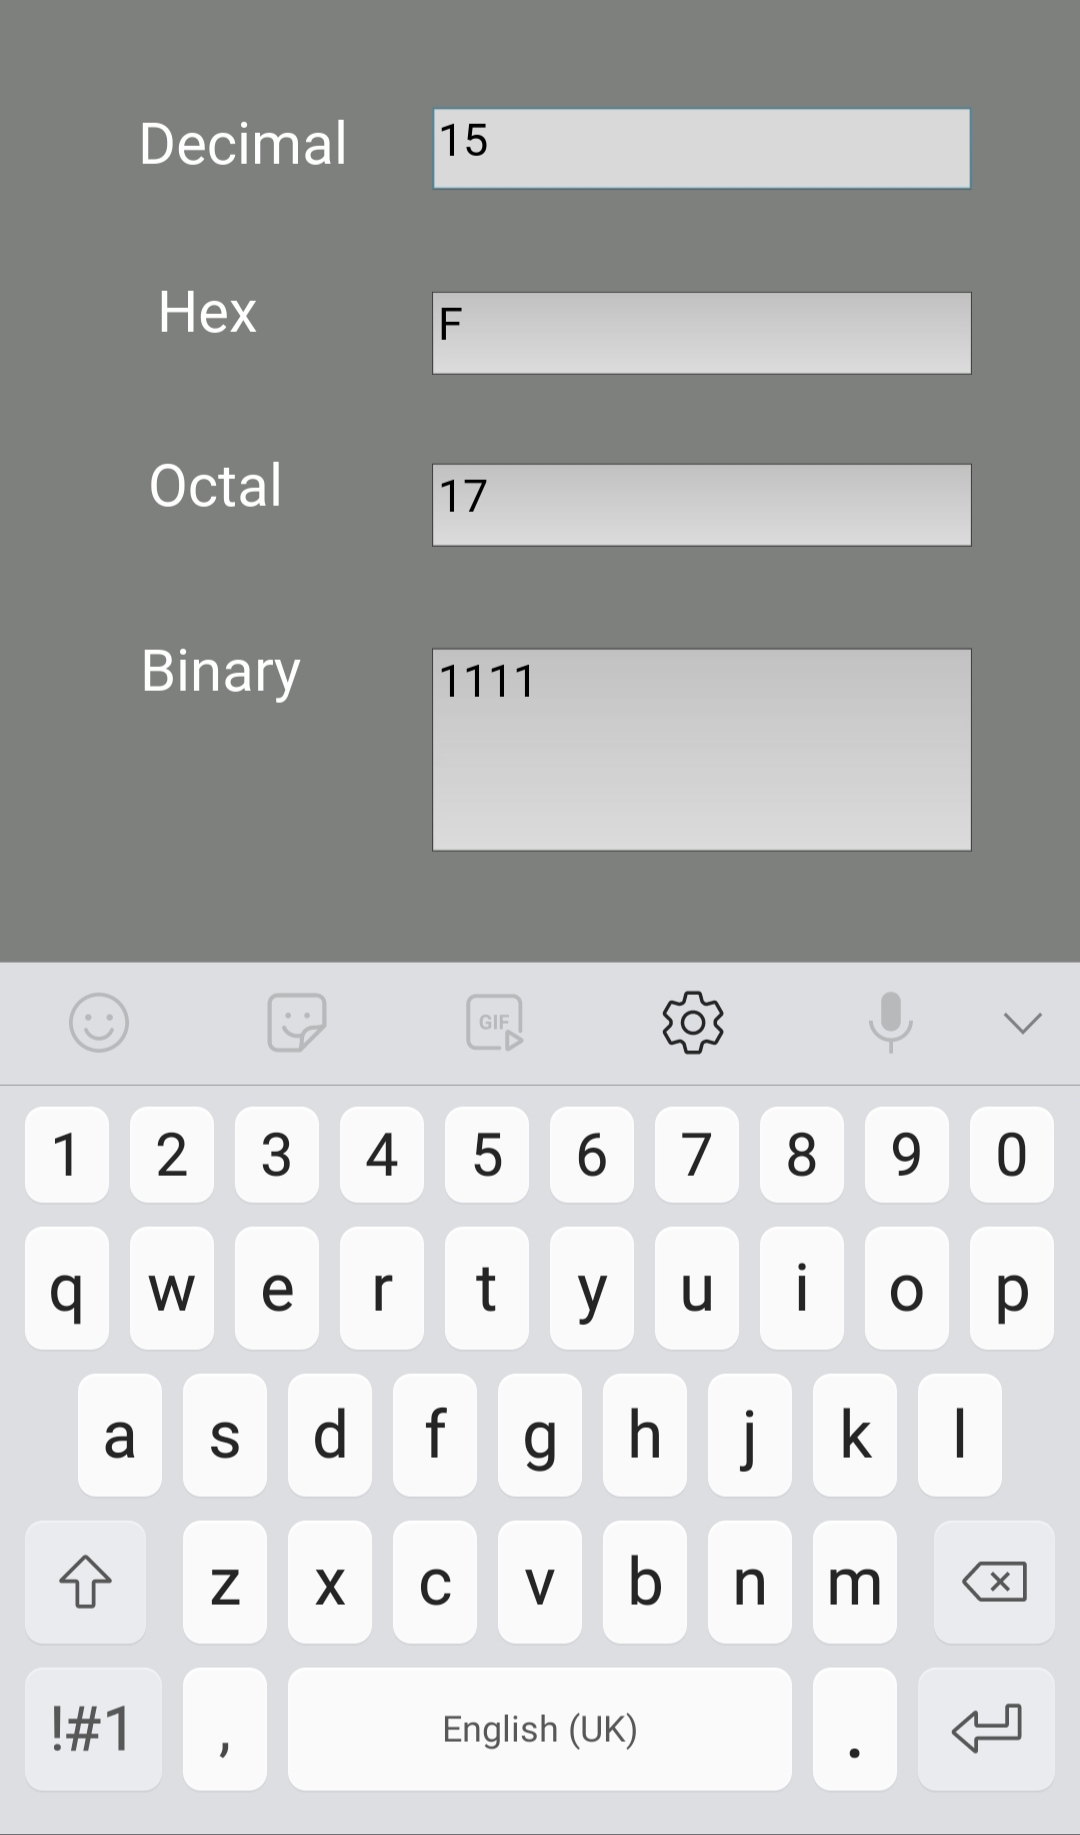 Decimal 15
Hex F
Octal 17
Binary 1111
GIF
1 2 3 4 5 6 7 8 9 0
q w e r t y u i o p
a s d f g h j k l
z x c v b n m
!#1 , English (UK) .